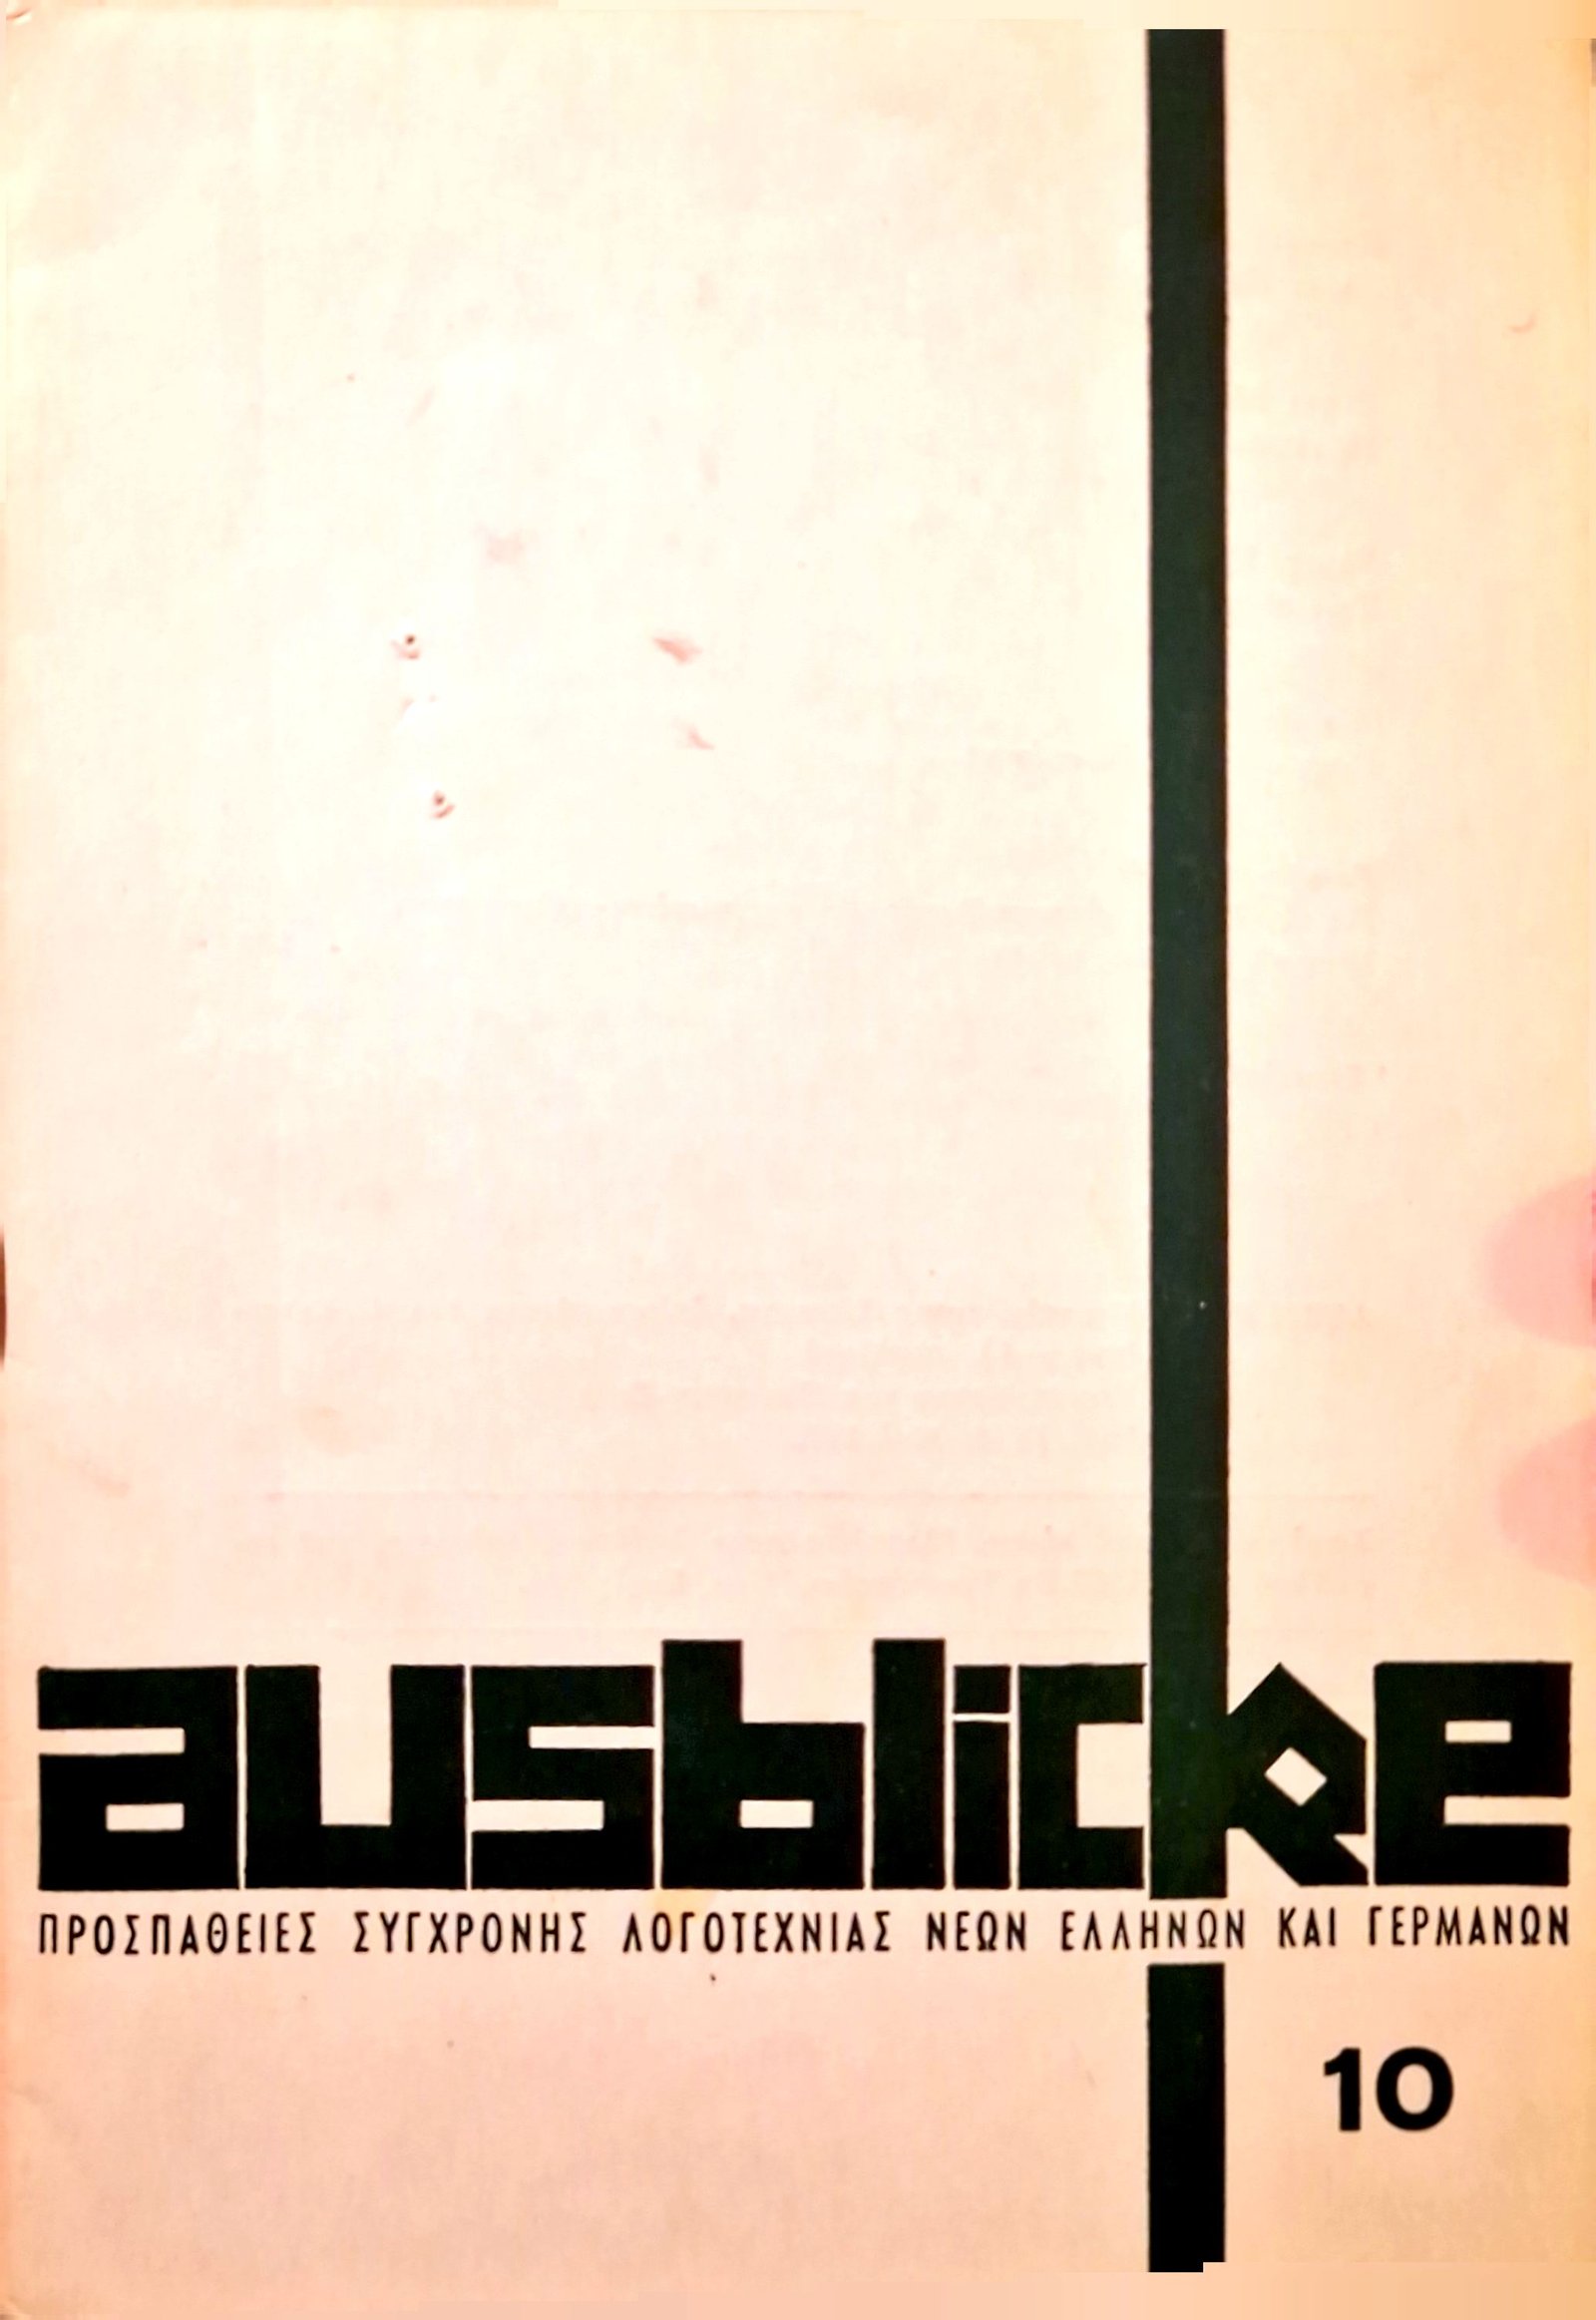 ausblicke
ΠΡΟΣΠΑΘΕΙΕΣ ΣΥΓΧΡΟΝΗΣ ΛΟΓΟΤΕΧΝΙΑΣ ΝΕΩΝ ΕΛΛΗΝΩΝ ΚΑΙ ΓΕΡΜΑΝΩΝ
10